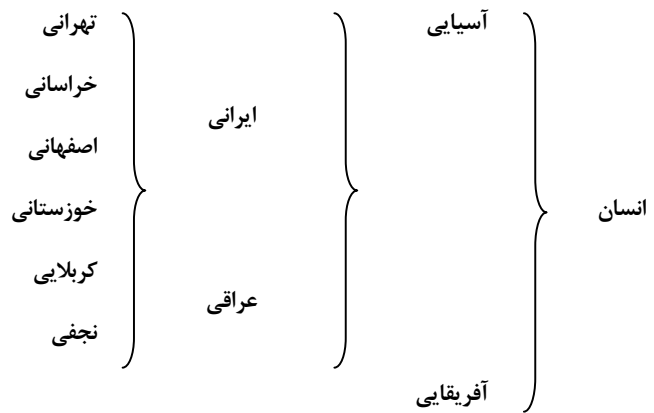 انسان
آسیایی
آفریقایی
ایرانی
عراقی
تهرانی
خراسانی
اصفهانی
خوزستانی
کربلایی
نجفی